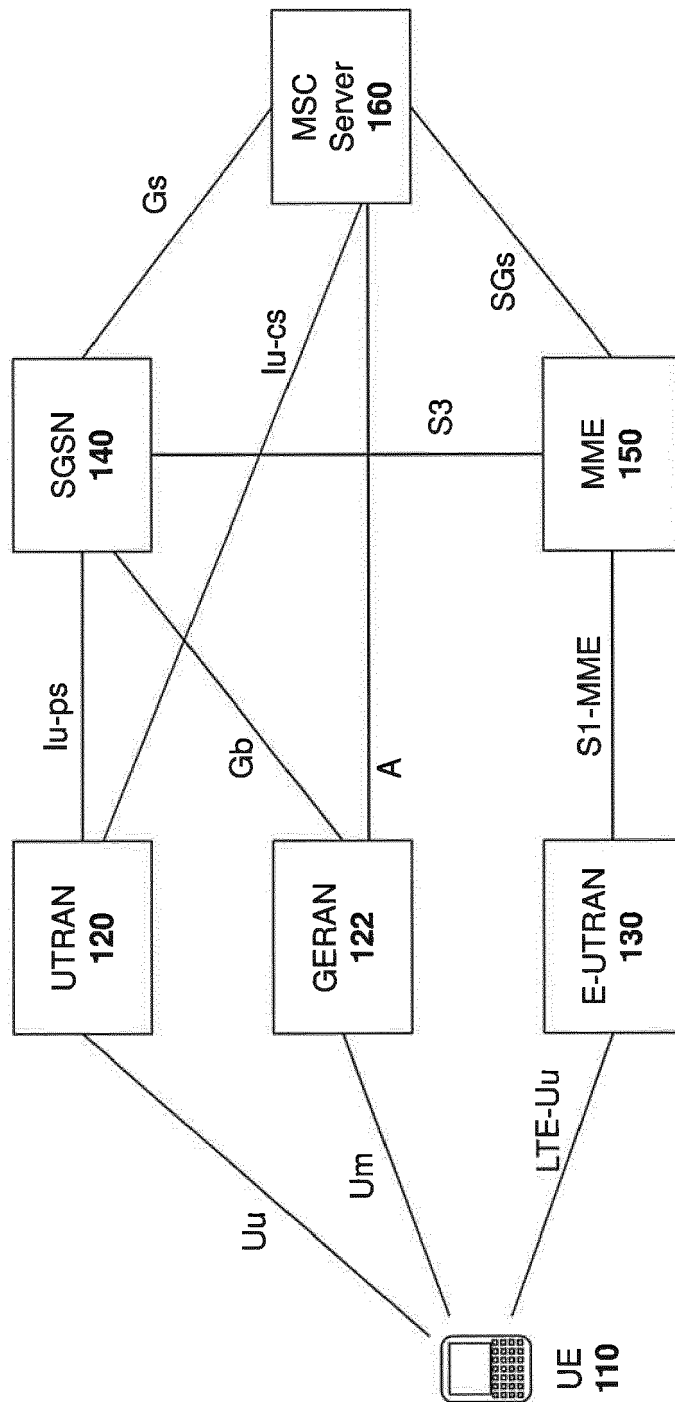 UE
110
Uu
Um
LTE-Uu
UTRAN
120
GERAN
122
E-UTRAN
130
Iu-ps
Gb
A
S1-MME
SGSN
140
Iu-cs
S3
MME
150
Gs
SGs
MSC
Server
160